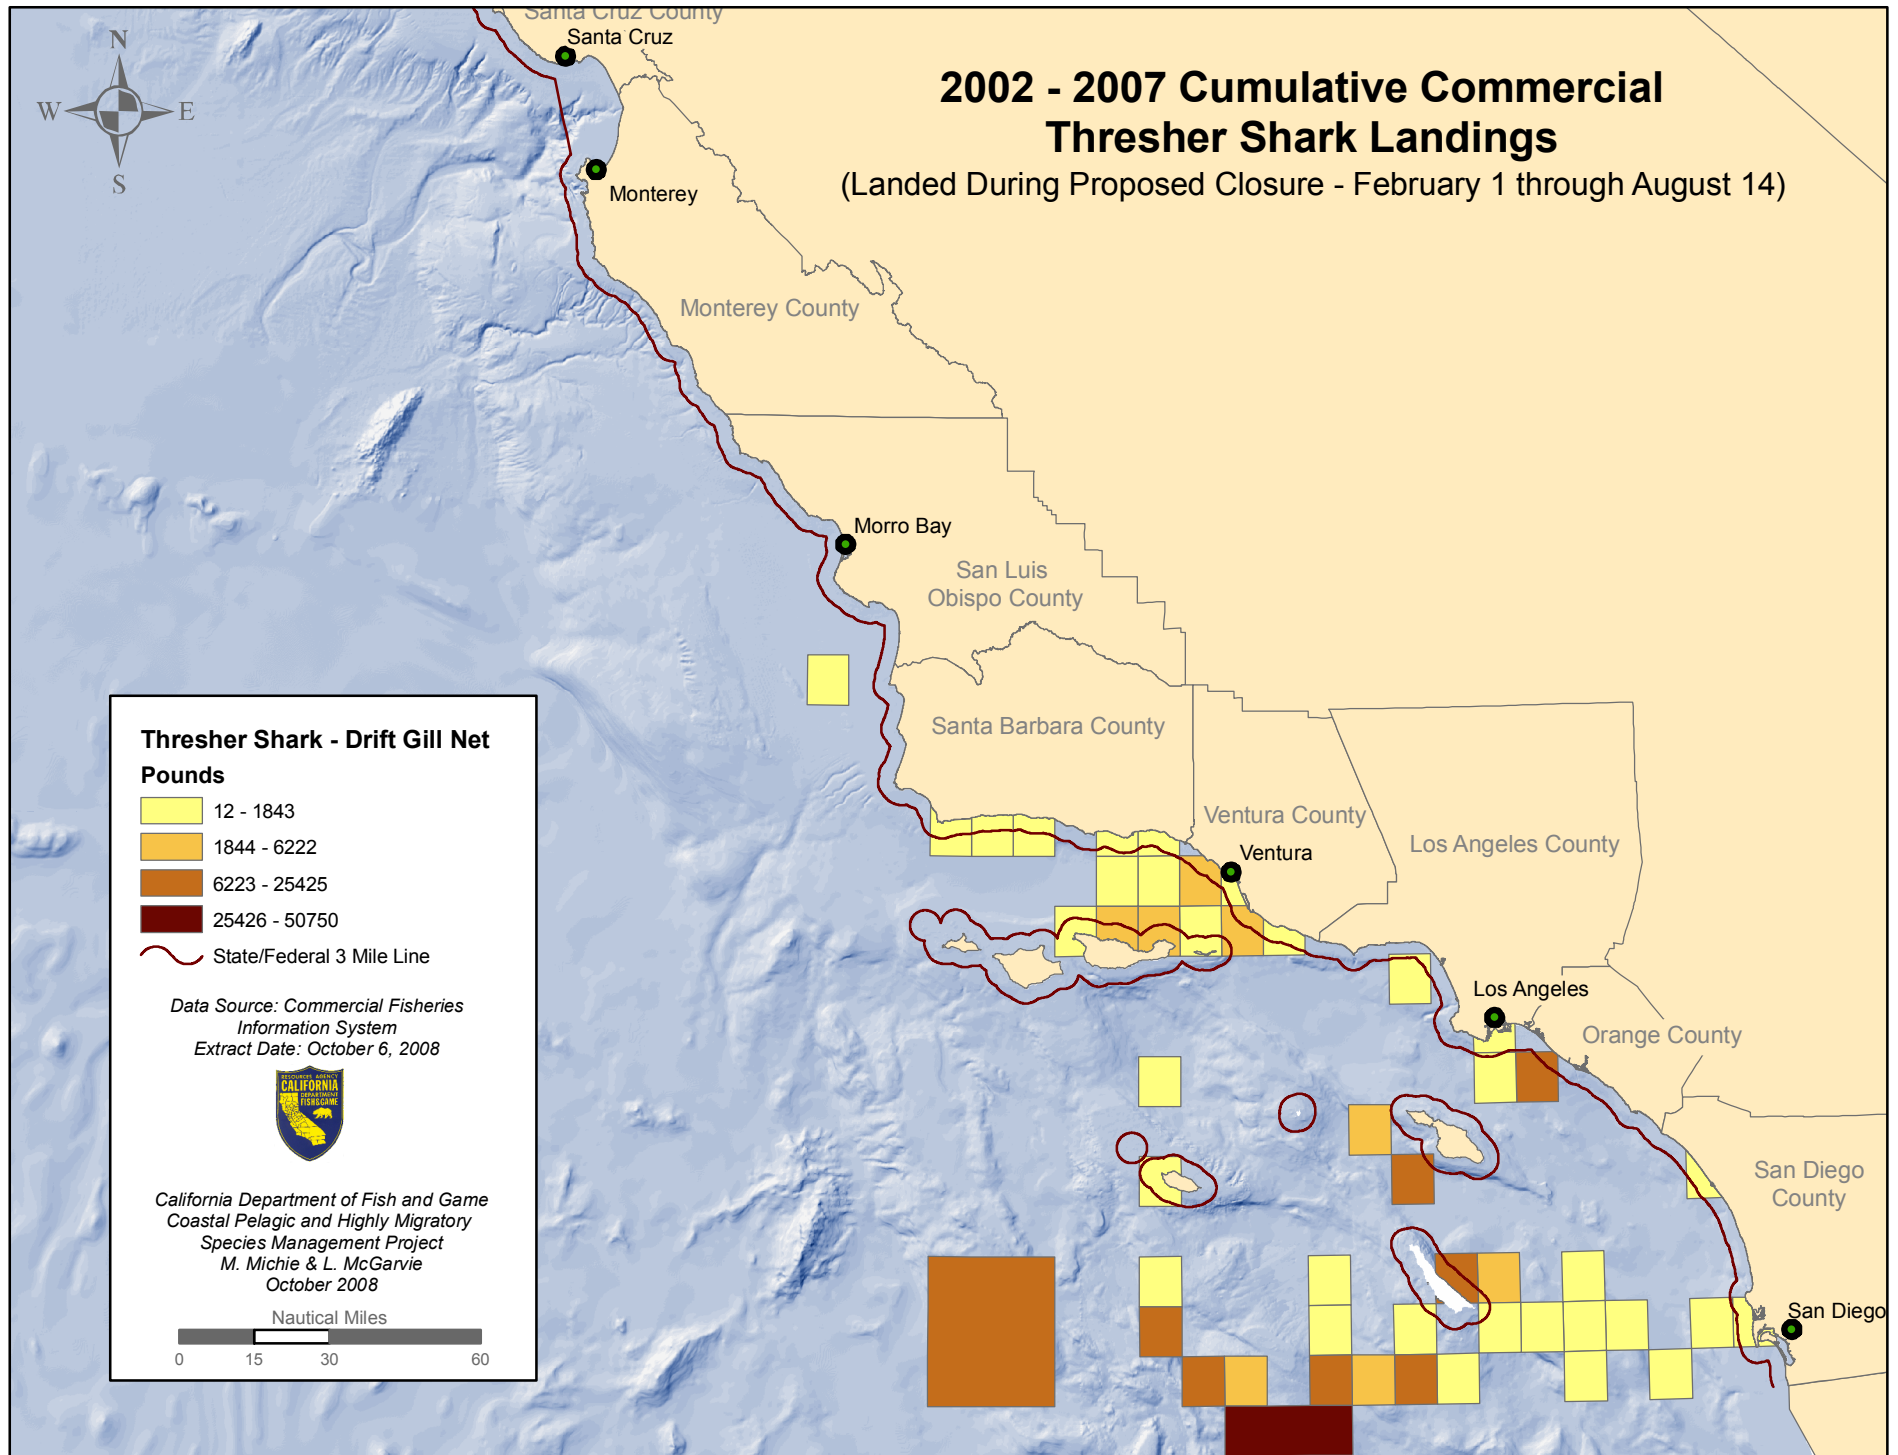 Santa Cruz County
Santa Cruz
N
W
E
S
2002 - 2007 Cumulative Commercial
Thresher Shark Landings
(Landed During Proposed Closure - February 1 through August 14)
Monterey
Monterey County
Morro Bay
San Luis
Obispo County
Santa Barbara County
Ventura County
Ventura
Los Angeles County
Los Angeles
Orange County
San Diego
County
San Diego
Thresher Shark - Drift Gill Net
Pounds
12 - 1843
1844 - 6222
6223 - 25425
25426 - 50750
State/Federal 3 Mile Line
Data Source: Commercial Fisheries
Information System
Extract Date: October 6, 2008
RESOURCES AGENCY
CALIFORNIA
DEPARTMENT
FISH&GAME
California Department of Fish and Game
Coastal Pelagic and Highly Migratory
Species Management Project
M. Michie & L. McGarvie
October 2008
Nautical Miles
0 15 30 60